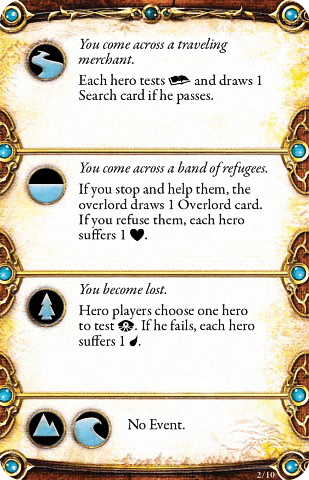 You come across a traveling
merchant.
Each hero tests and draws 1
Search card if he passes.
You come across a band of refugees.
If you stop and help them, the
overlord draws 1 Overlord card.
If you refuse them, each hero
suffers 1 .
You become lost.
Hero players choose one hero
to test . If he fails, each hero
suffers 1 .
No Event.
2/10